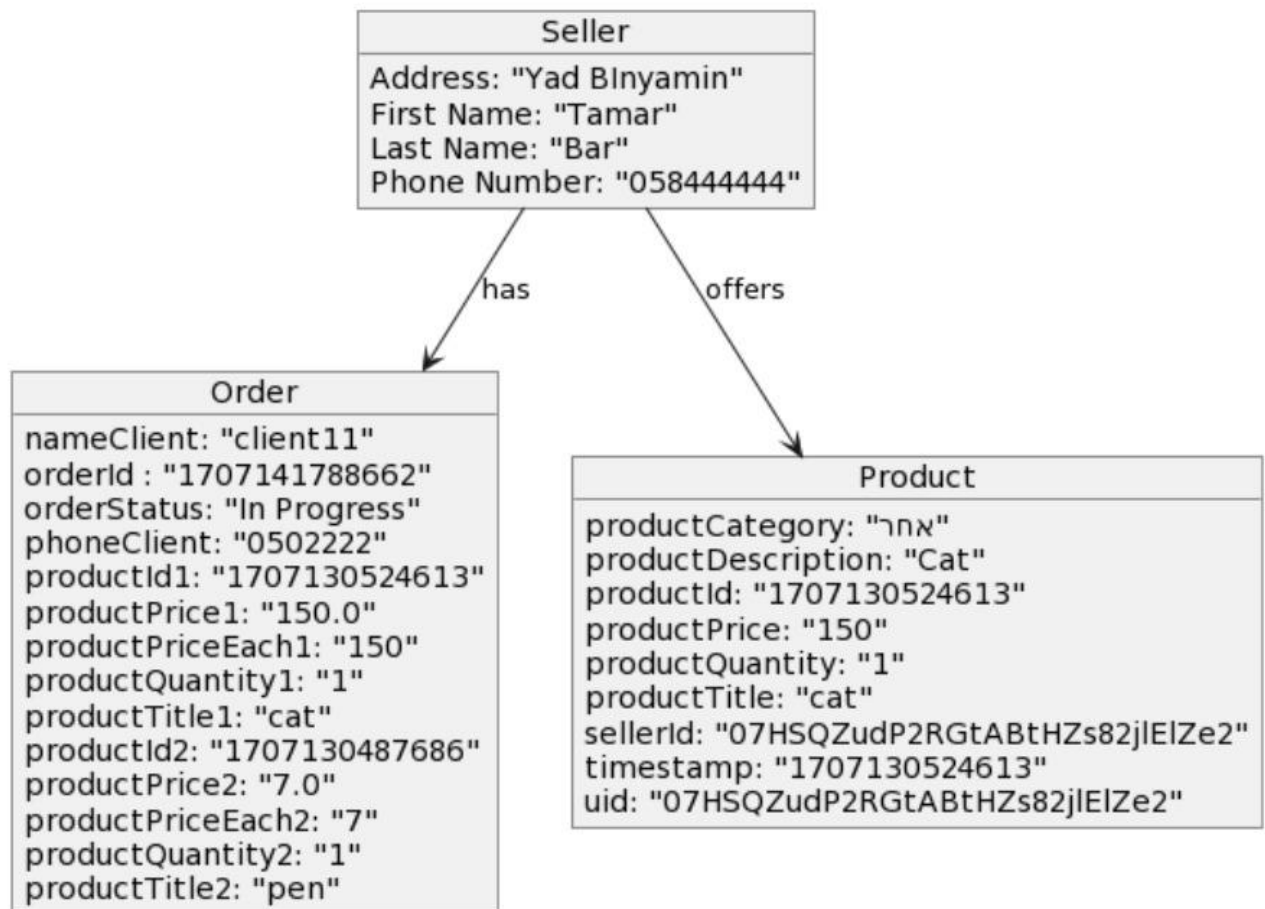 Seller
Address: "Yad BInyamin"
First Name: "Tamar"
Last Name: "Bar"
Phone Number: "058444444"
has
offers
Order
nameClient: "client11"
orderId : "1707141788662"
orderStatus: "In Progress"
phoneClient: "0502222"
productId1: "1707130524613"
productPrice1: "150.0"
productPriceEach1: "150"
productQuantity1: "1"
productTitle1: "cat"
productId2: "1707130487686"
productPrice2: "7.0"
productPriceEach2: "7"
productQuantity2: "1"
productTitle2: "pen"
Product
productCategory: "אחר"
productDescription: "Cat"
productId: "1707130524613"
productPrice: "150"
productQuantity: "1"
productTitle: "cat"
sellerId: "07HSQZudP2RGtABtHZs82jlElZe2"
timestamp: "1707130524613"
uid: "07HSQZudP2RGtABtHZs82jlElZe2"